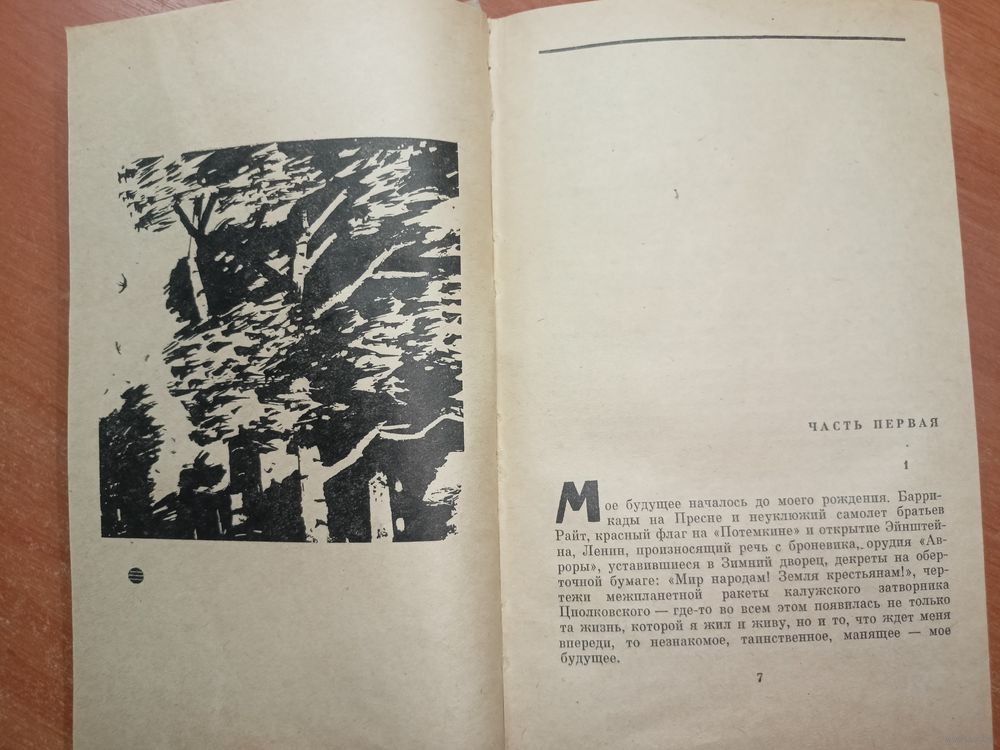 ЧАСТЬ ПЕРВАЯ
1
Мое будущее началось до моего рождения. Барри-
кады на Пресне и неуклюжий самолет братьев
Райт, красный флаг на «Потемкине» и открытие Эйнштей-
на, Ленин, произносящий речь с броневика, орудия «Ав-
роры», уставившиеся в Зимний дворец, декреты на обер-
точной бумаге: «Мир народам! Земля крестьянам!», чер-
тежи межпланетной ракеты калужского затворника
Циолковского — где-то во всем этом появилась не только
та жизнь, которой я жил и живу, но и то, что ждет меня
впереди, то незнакомое, таинственное, манящее — мое
будущее.
7